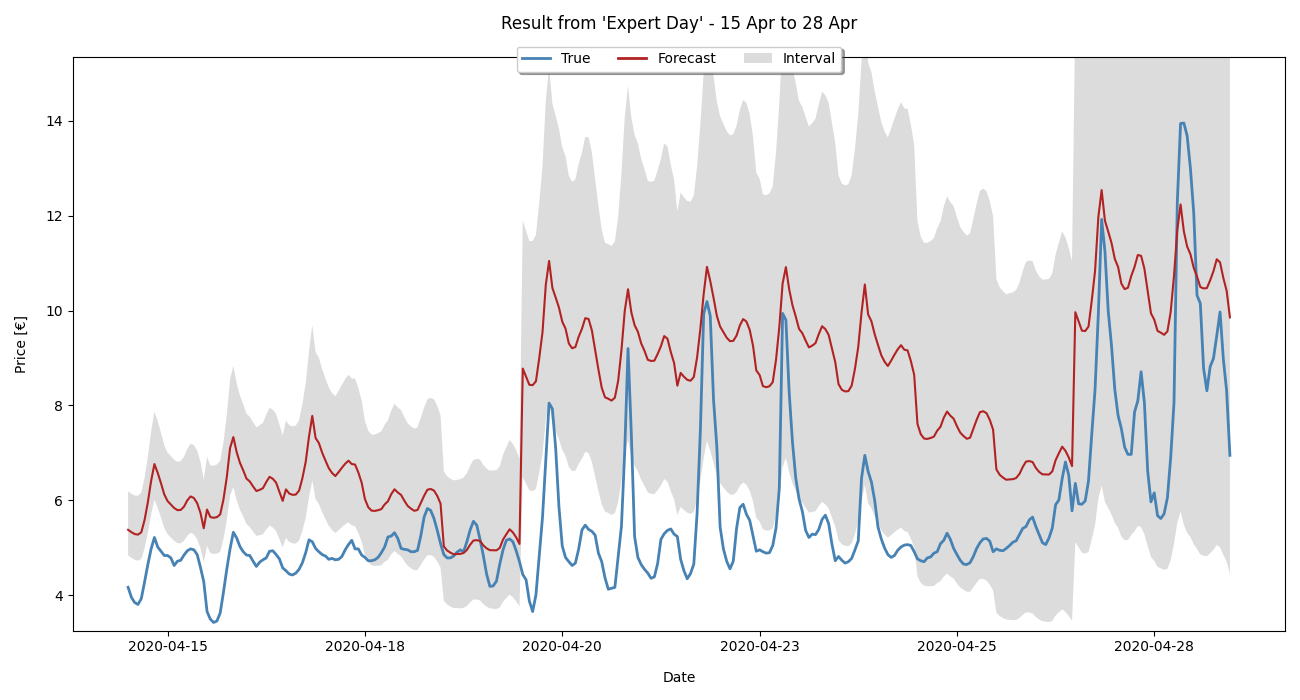 Result from 'Expert Day' - 15 Apr to 28 Apr
True Forecast Interval
Price [€]
14
12
10
8
6
4
2020-04-15 2020-04-18 2020-04-20 2020-04-23 2020-04-25 2020-04-28
Date